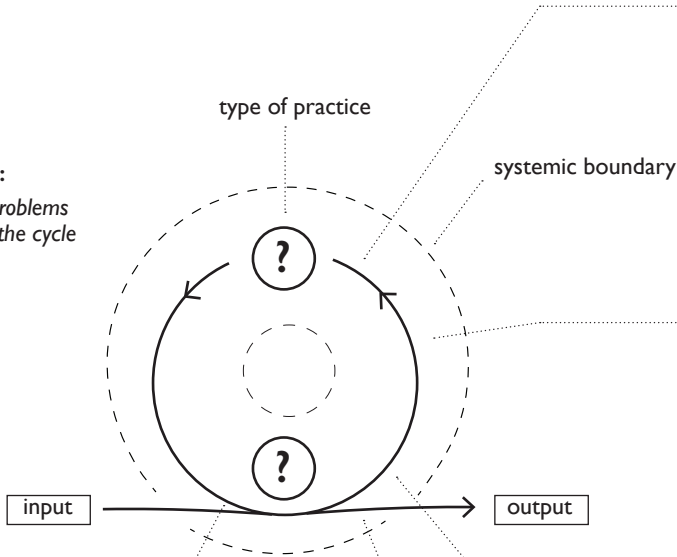 type of practice
systemic boundary
:
roblems
the cycle
?
?
input
output